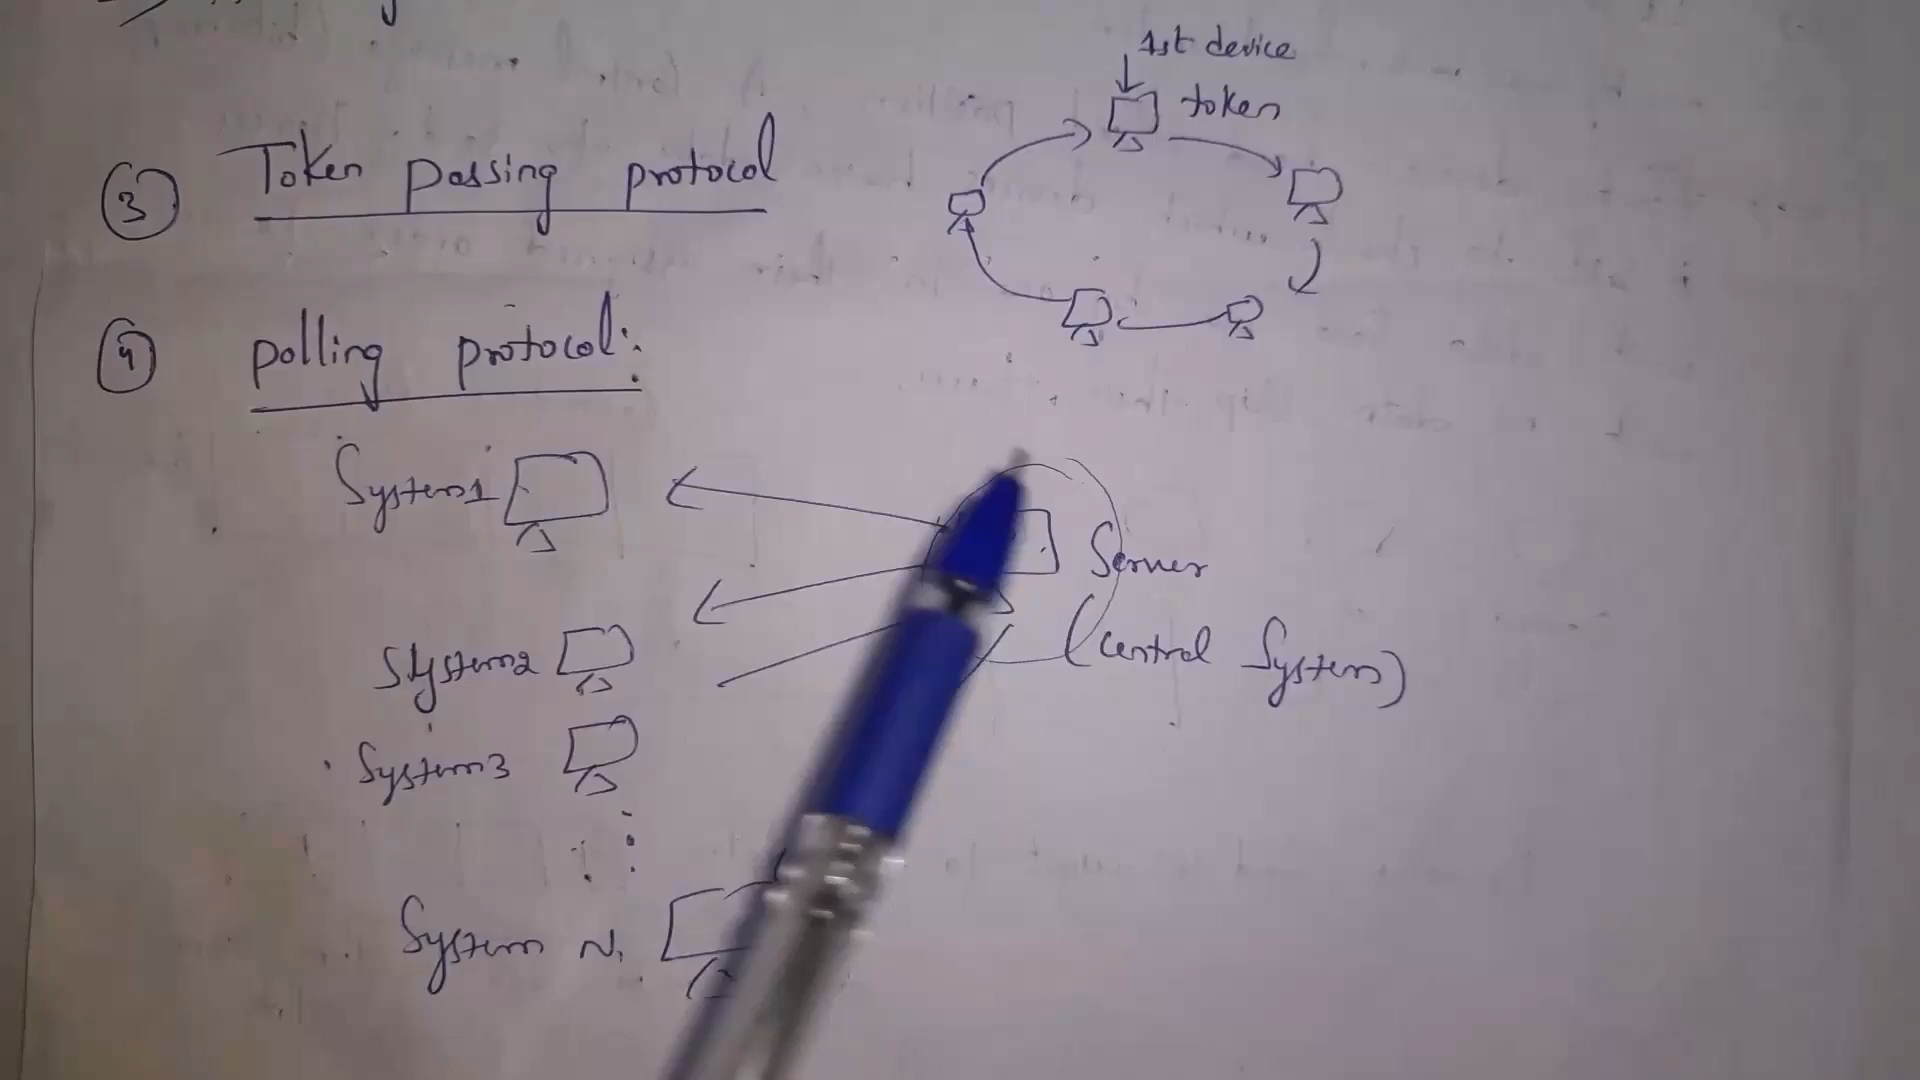 1st device
token
③ Token passing protocol
④ polling protocol:
System1
Server
(central System)
System2
System3
System N.